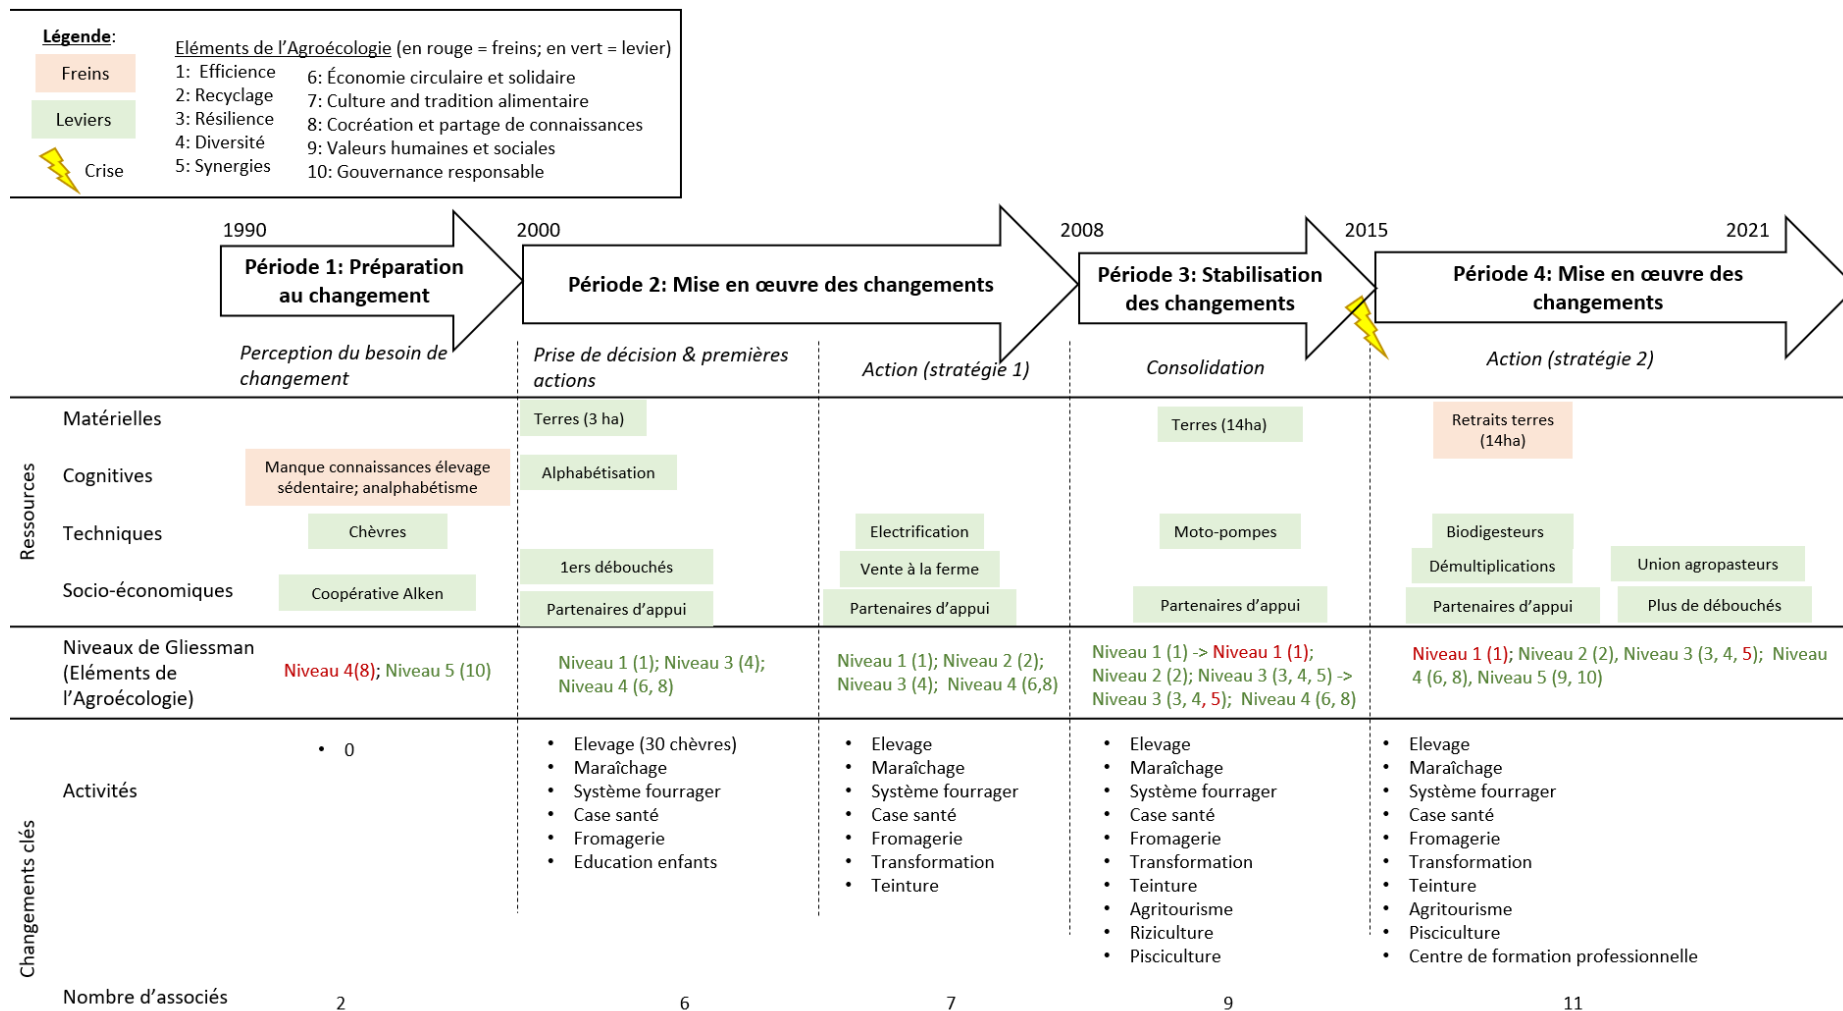 Légende:
Freins
Leviers
Crise
Eléments de l'Agroécologie (en rouge = freins; en vert = levier)
1:  Efficience
2: Recyclage
3: Résilience
4: Diversité
5: Synergies
6: Économie circulaire et solidaire
7: Culture and tradition alimentaire
8: Cocréation et partage de connaissances
9: Valeurs humaines et sociales
10: Gouvernance responsable
1990
2000
2008
2015
2021
Période 1: Préparation
au changement
Période 2: Mise en œuvre des changements
Période 3: Stabilisation
des changements
Période 4: Mise en œuvre des
changements
Perception du besoin de
changement
Prise de décision & premières
actions
Action (stratégie 1)
Consolidation
Action (stratégie 2)
Ressources
Matérielles
Terres (3 ha)
Terres (14ha)
Retraits terres
(14ha)
Cognitives
Manque connaissances élevage
sédentaire; analphabétisme
Alphabétisation
Techniques
Chèvres
Electrification
Moto-pompes
Biodigesteurs
Socio-économiques
Coopérative Alken
1ers débouchés
Partenaires d'appui
Vente à la ferme
Partenaires d'appui
Partenaires d'appui
Démultiplications
Partenaires d'appui
Union agropasteurs
Plus de débouchés
Niveaux de Gliessman
(Eléments de
l'Agroécologie)
Niveau 4(8); Niveau 5 (10)
Niveau 1 (1); Niveau 3 (4);
Niveau 4 (6, 8)
Niveau 1 (1); Niveau 2 (2);
Niveau 3 (4);  Niveau 4 (6,8)
Niveau 1 (1) -> Niveau 1 (1);
Niveau 2 (2); Niveau 3 (3, 4, 5) ->
Niveau 3 (3, 4, 5);  Niveau 4 (6, 8)
Niveau 1 (1); Niveau 2 (2), Niveau 3 (3, 4, 5);  Niveau
4 (6, 8), Niveau 5 (9, 10)
Changements clés
Activités
• 0
• Elevage (30 chèvres)
• Maraîchage
• Système fourrager
• Case santé
• Fromagerie
• Education enfants
• Elevage
• Maraîchage
• Système fourrager
• Case santé
• Fromagerie
• Transformation
• Teinture
• Elevage
• Maraîchage
• Système fourrager
• Case santé
• Fromagerie
• Transformation
• Teinture
• Agritourisme
• Riziculture
• Pisciculture
• Elevage
• Maraîchage
• Système fourrager
• Case santé
• Fromagerie
• Transformation
• Teinture
• Agritourisme
• Pisciculture
• Centre de formation professionnelle
Nombre d'associés
2
6
7
9
11